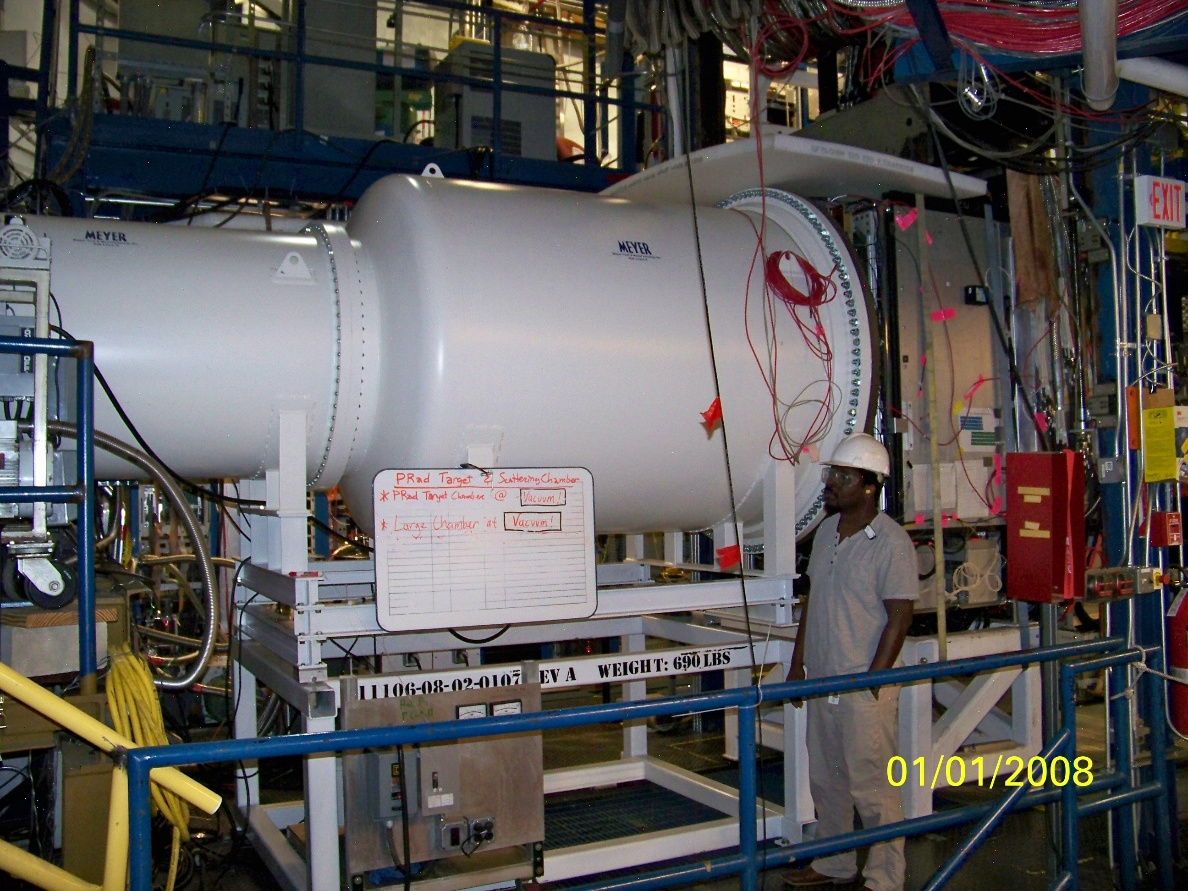 EXIT
MEYER
MEYER
PRad Target & Scattering Chamber
* PRad Target Chamber @ Vacuum!
* Large Chamber at Vacuum!
11106-08-02-0107 EV A WEIGHT: 690 LBS
01/01/2008